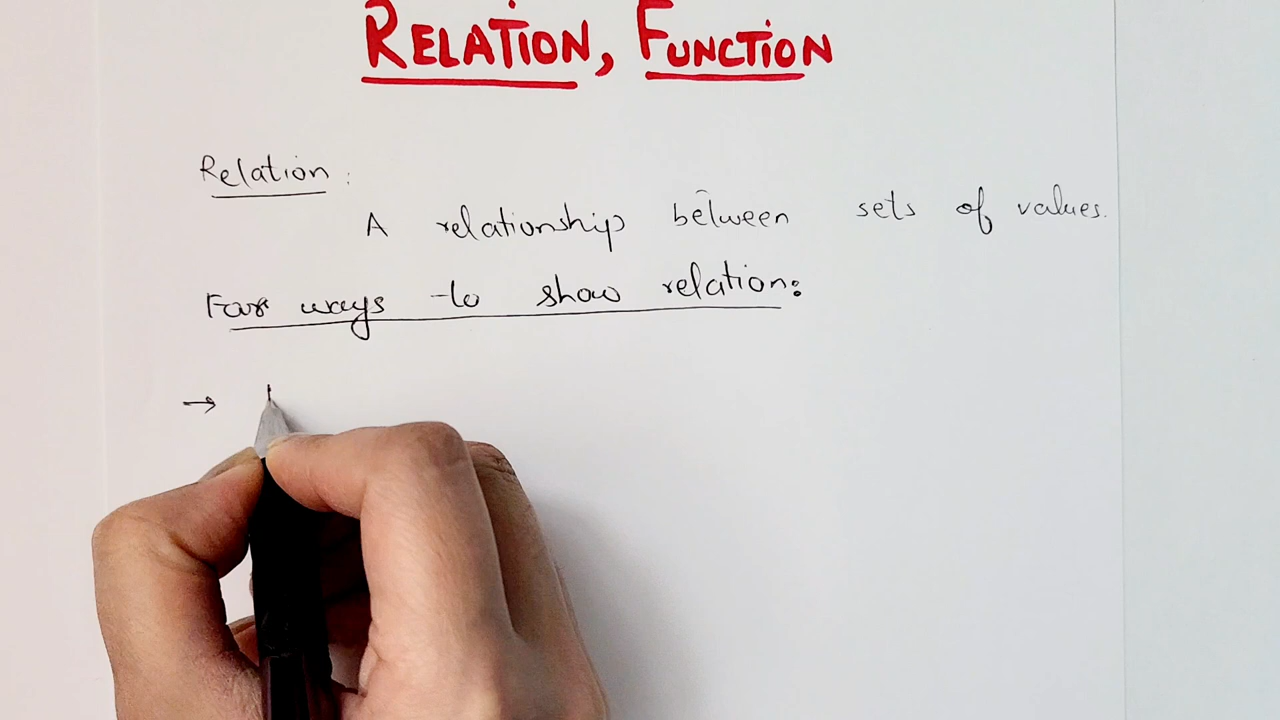 RELATION, FUNCTION
Relation :
A relationship between sets of values.
Four ways to show relation:
→